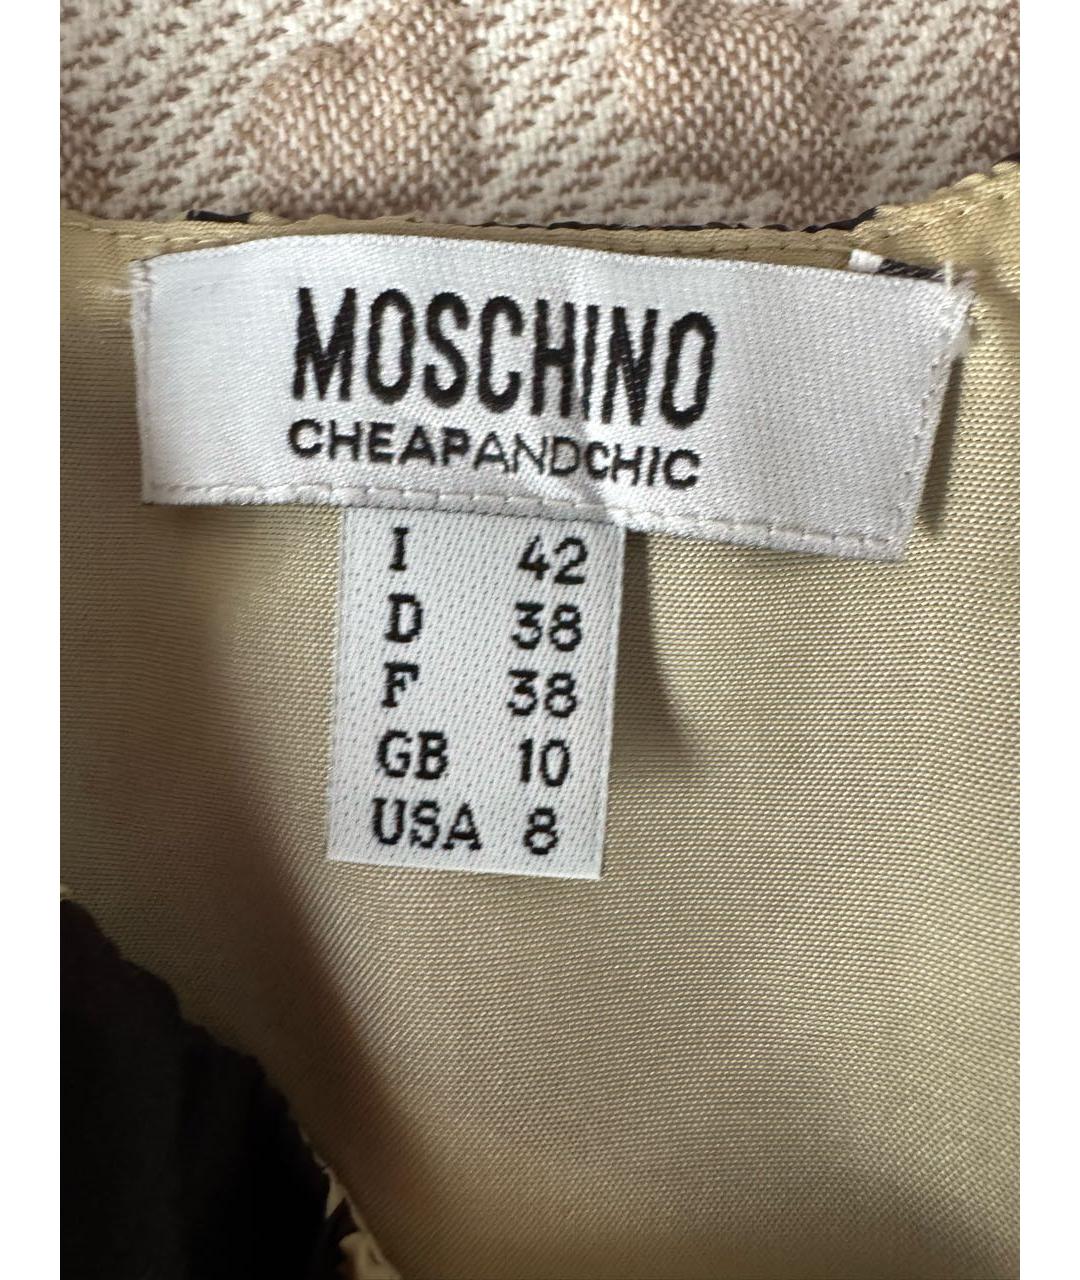 MOSCHINO
CHEAPANDCHIC
I 42
D 38
F 38
GB 10
USA 8